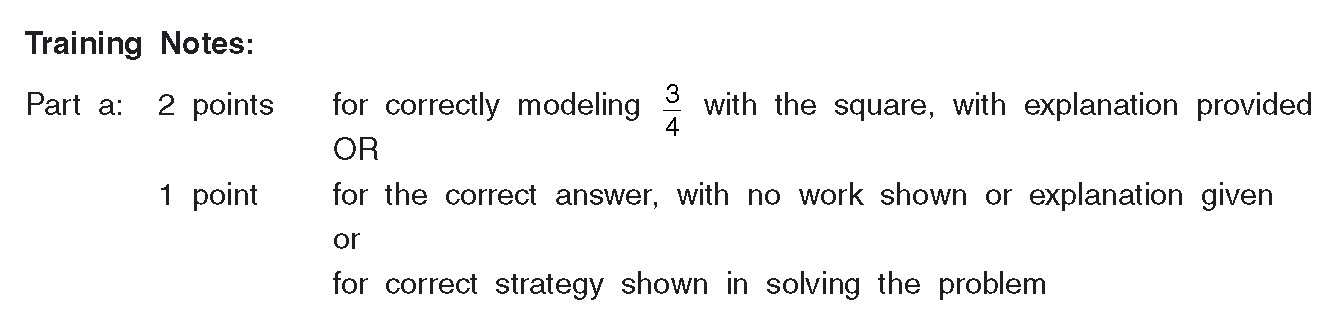 Training Notes:
Part a: 2 points for correctly modeling 3/4 with the square, with explanation provided
OR
1 point for the correct answer, with no work shown or explanation given
or
for correct strategy shown in solving the problem